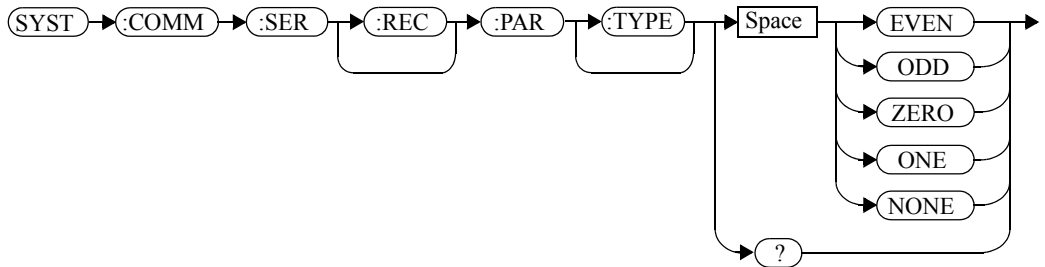 SYST :COMM :SER :REC :PAR :TYPE Space EVEN
ODD
ZERO
ONE
NONE
?